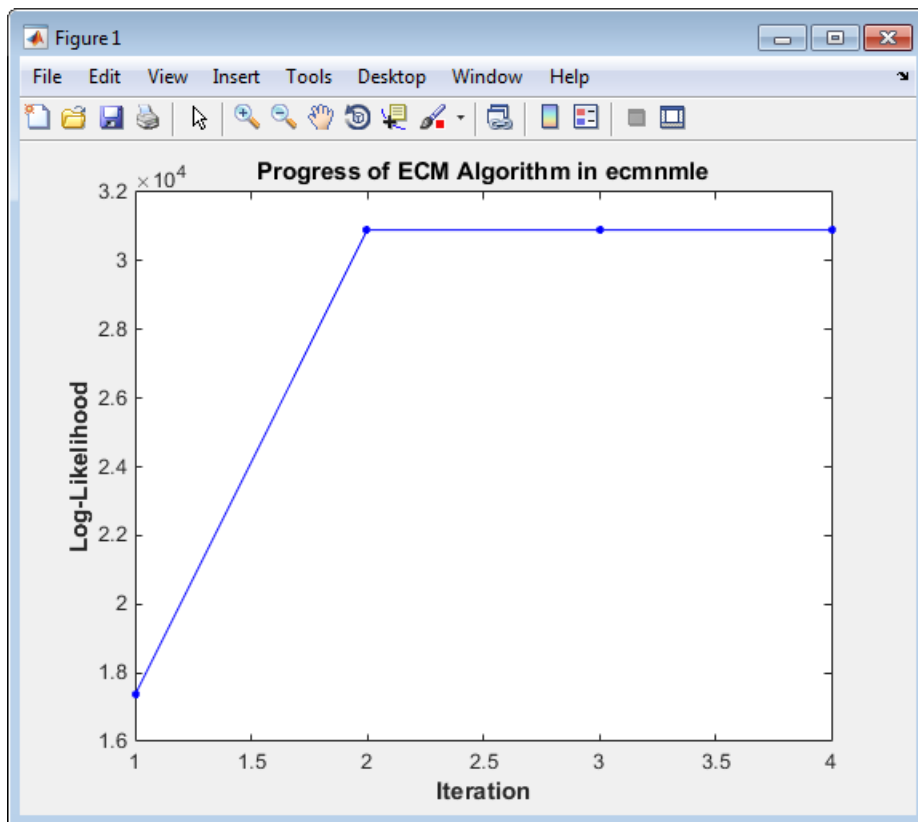 Figure 1
File Edit View Insert Tools Desktop Window Help
Progress of ECM Algorithm in ecmnmle
×10⁴
3.2
3
2.8
2.6
2.4
2.2
2
1.8
1.6
Log-Likelihood
1 1.5 2 2.5 3 3.5 4
Iteration